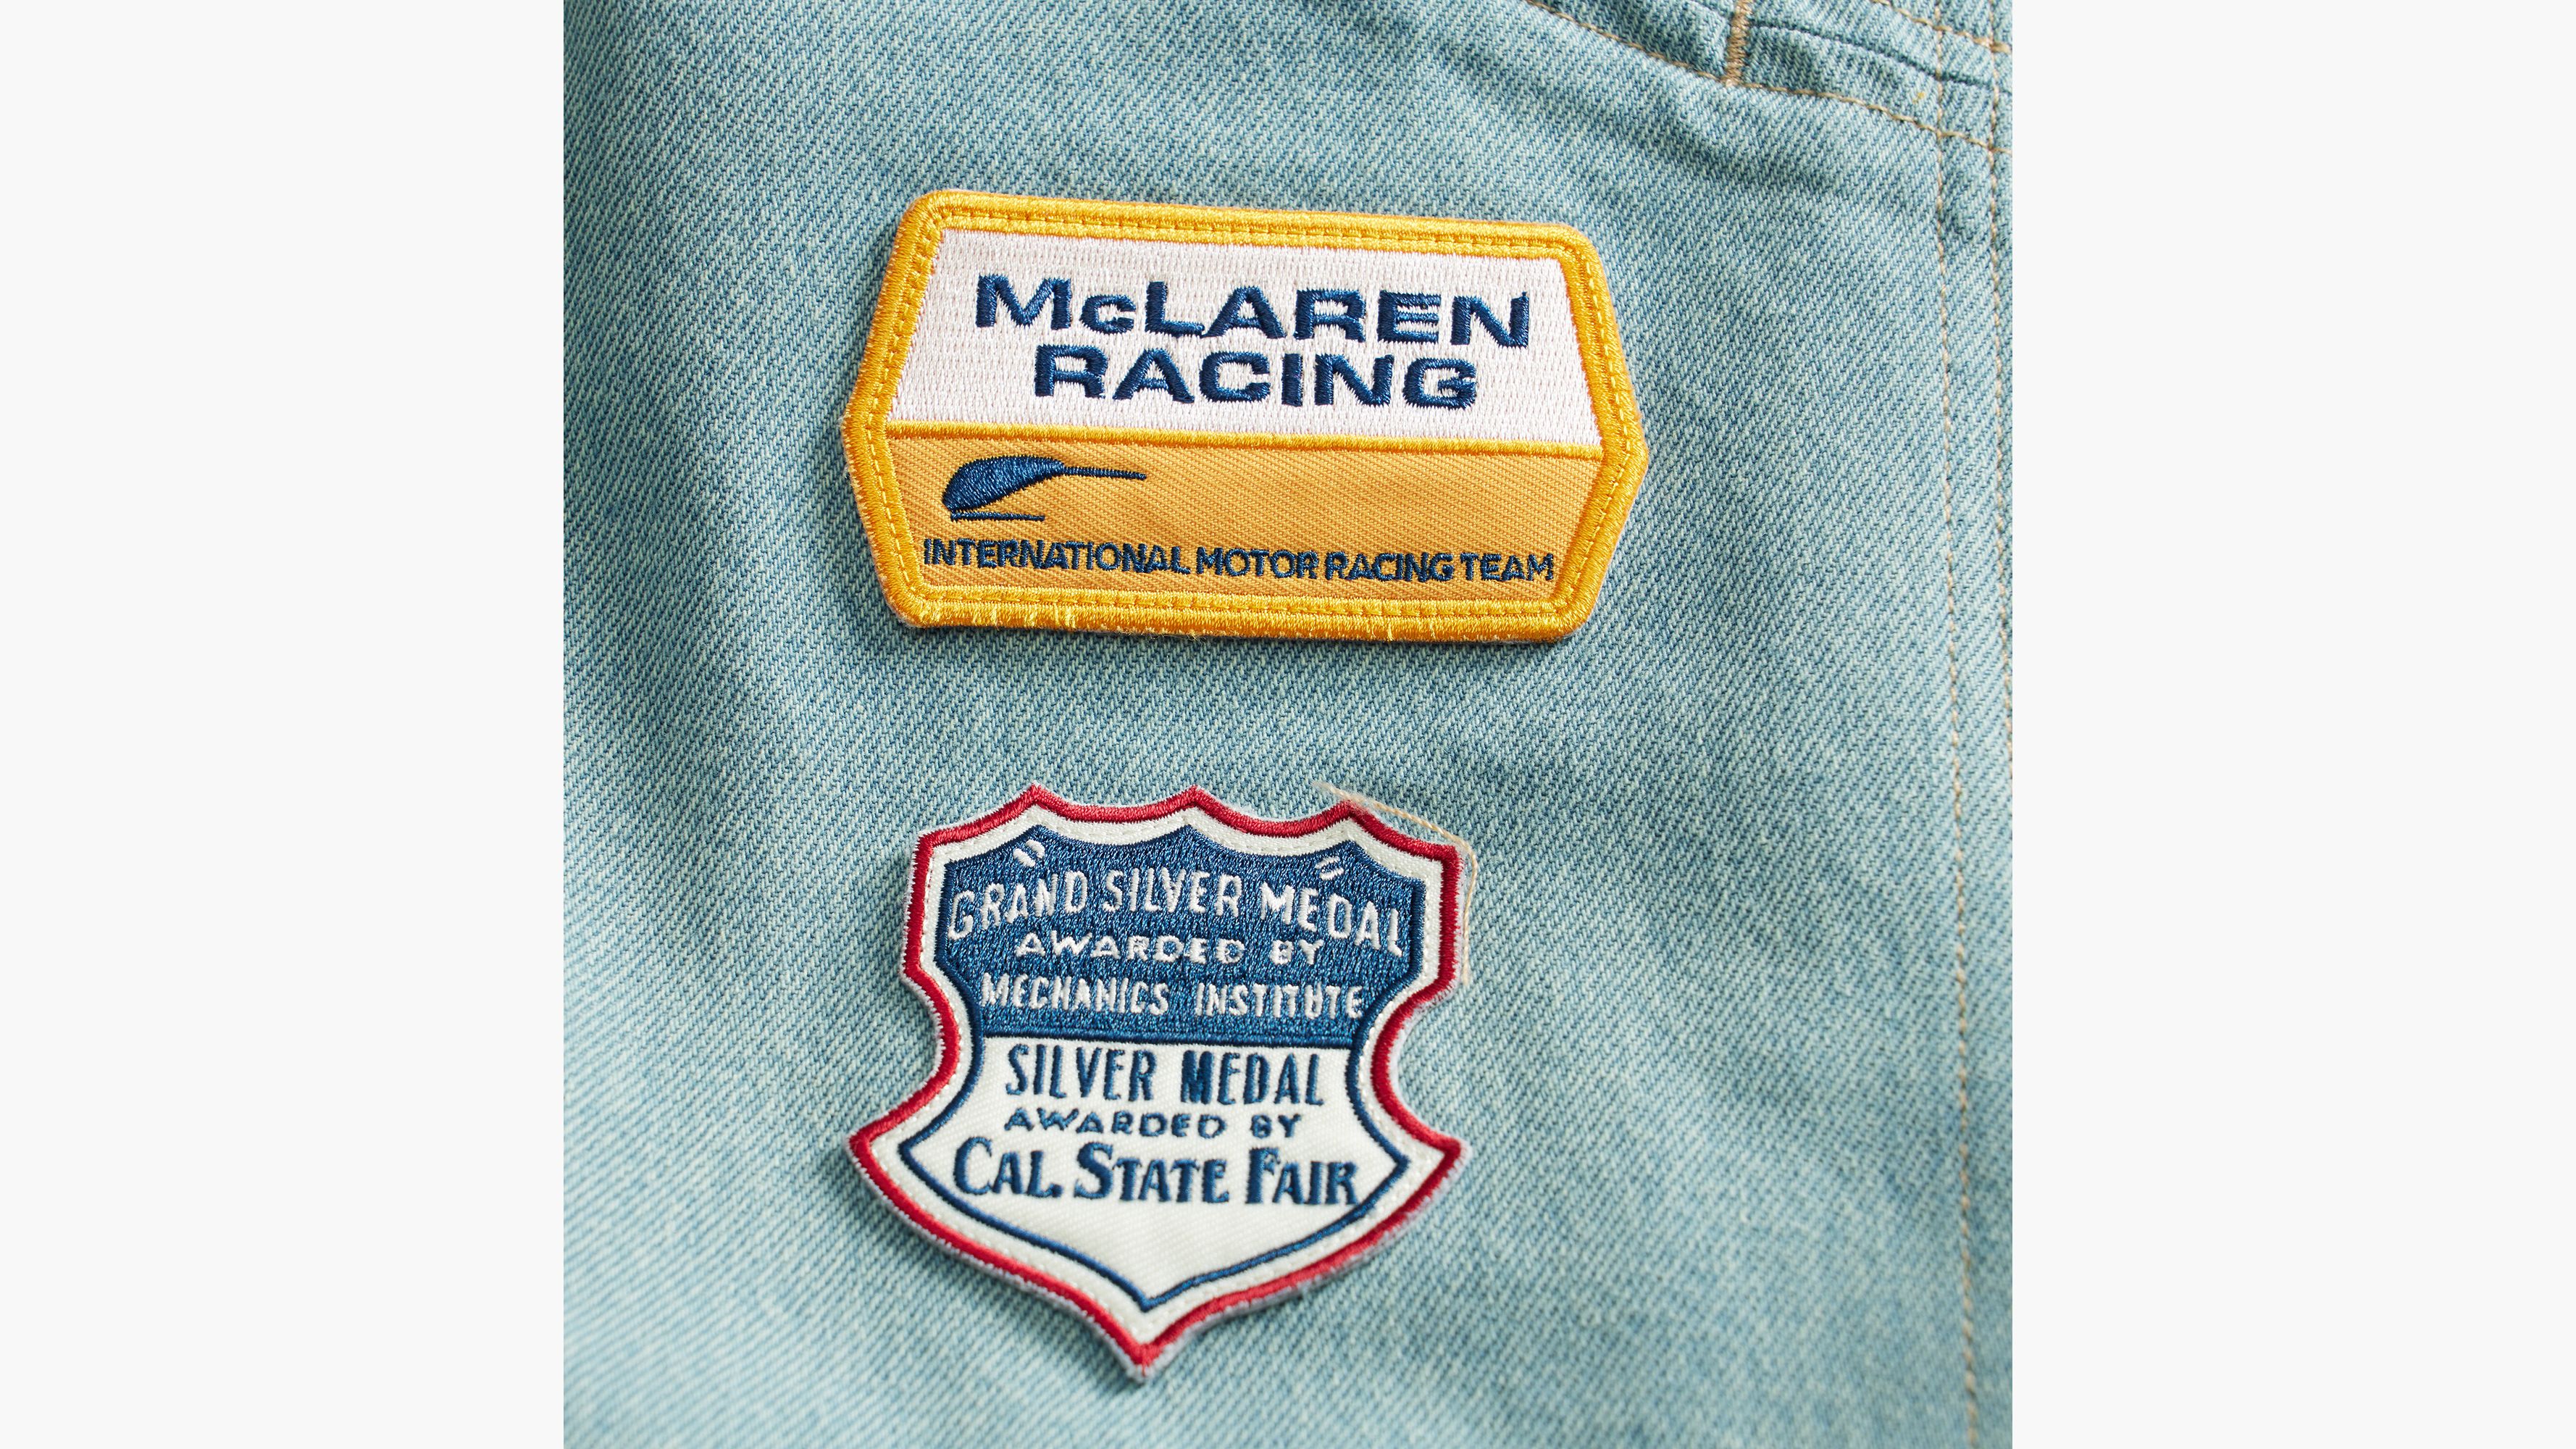 McLAREN
RACING
INTERNATIONAL MOTOR RACING TEAM
" "
GRAND SILVER MEDAL
AWARDED BY
MECHANICS INSTITUTE
SILVER MEDAL
AWARDED BY
CAL. STATE FAIR